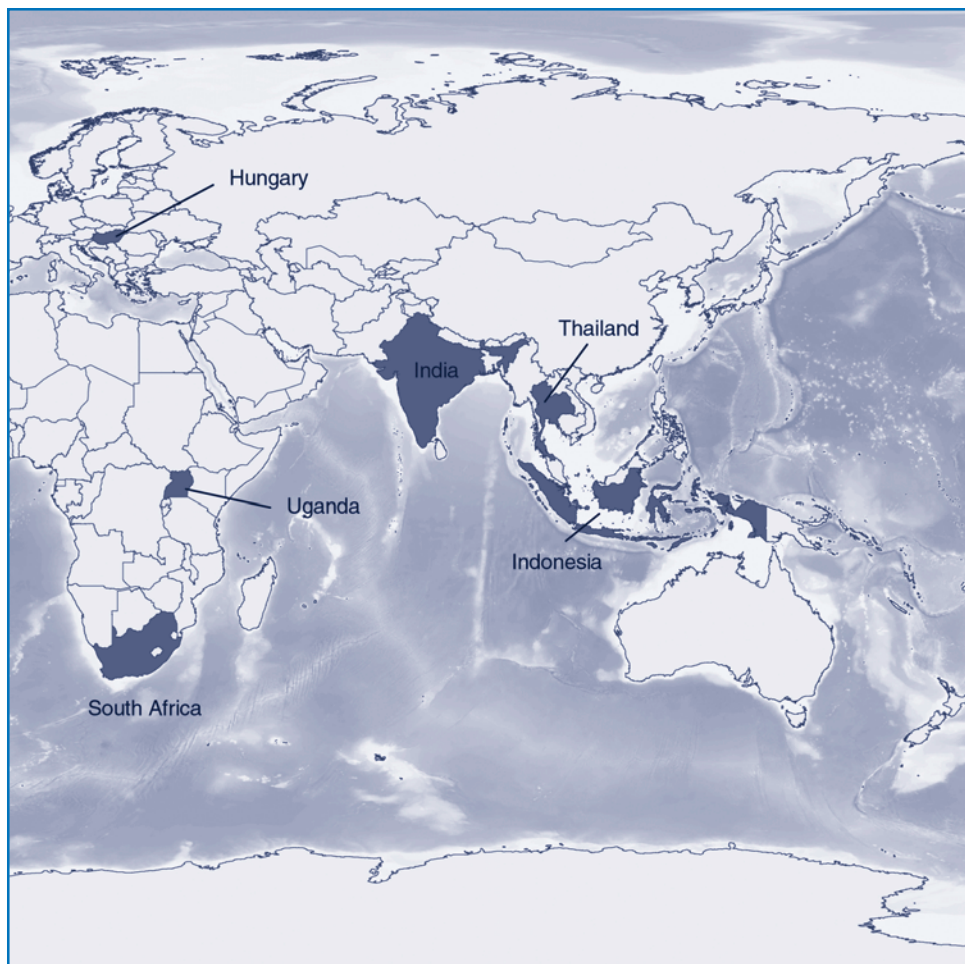 Hungary
Thailand
India
Uganda
Indonesia
South Africa